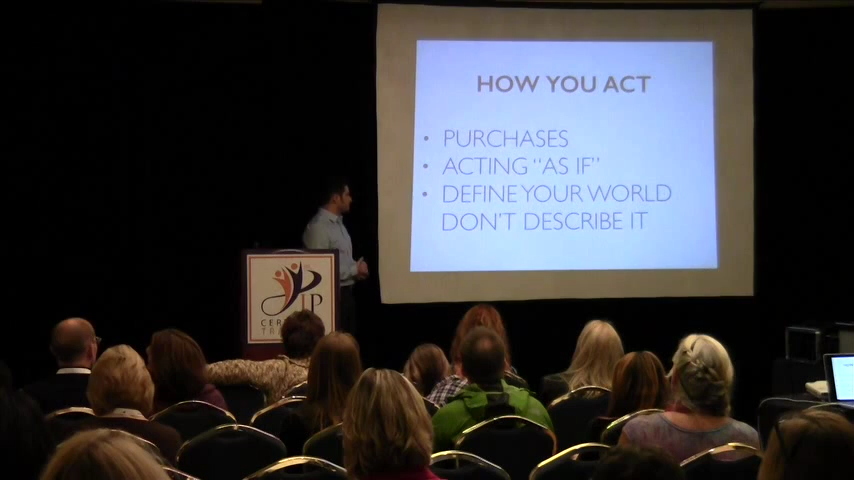 HOW YOU ACT
• PURCHASES
• ACTING "AS IF"
• DEFINE YOUR WORLD
DON'T DESCRIBE IT